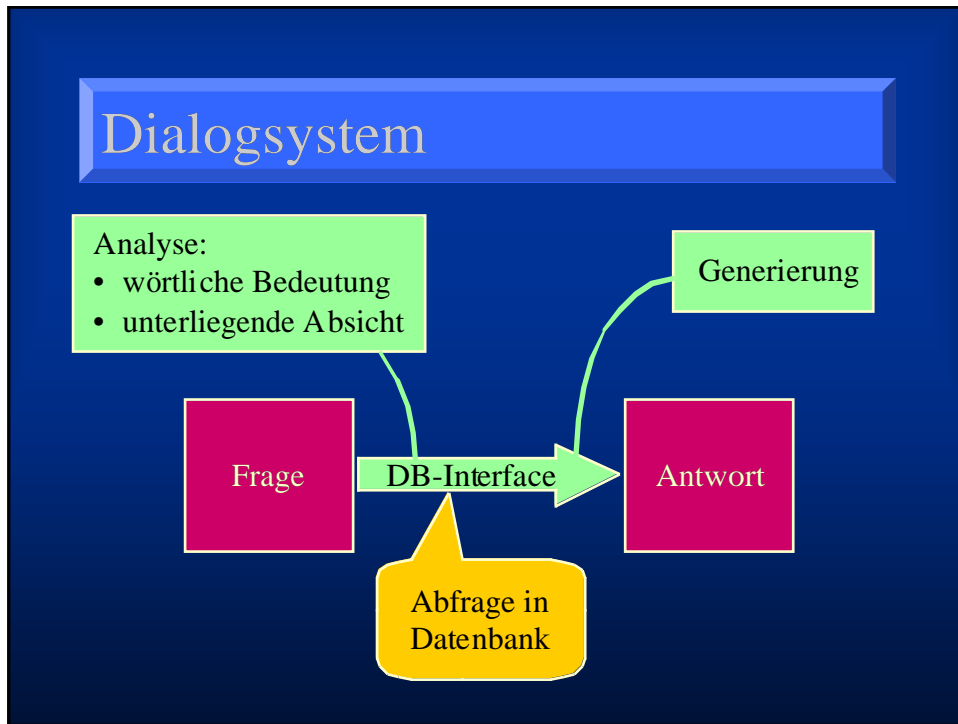 Dialogsystem
Analyse:
• wörtliche Bedeutung
• unterliegende Absicht
Generierung
Frage
DB-Interface
Antwort
Abfrage in
Datenbank